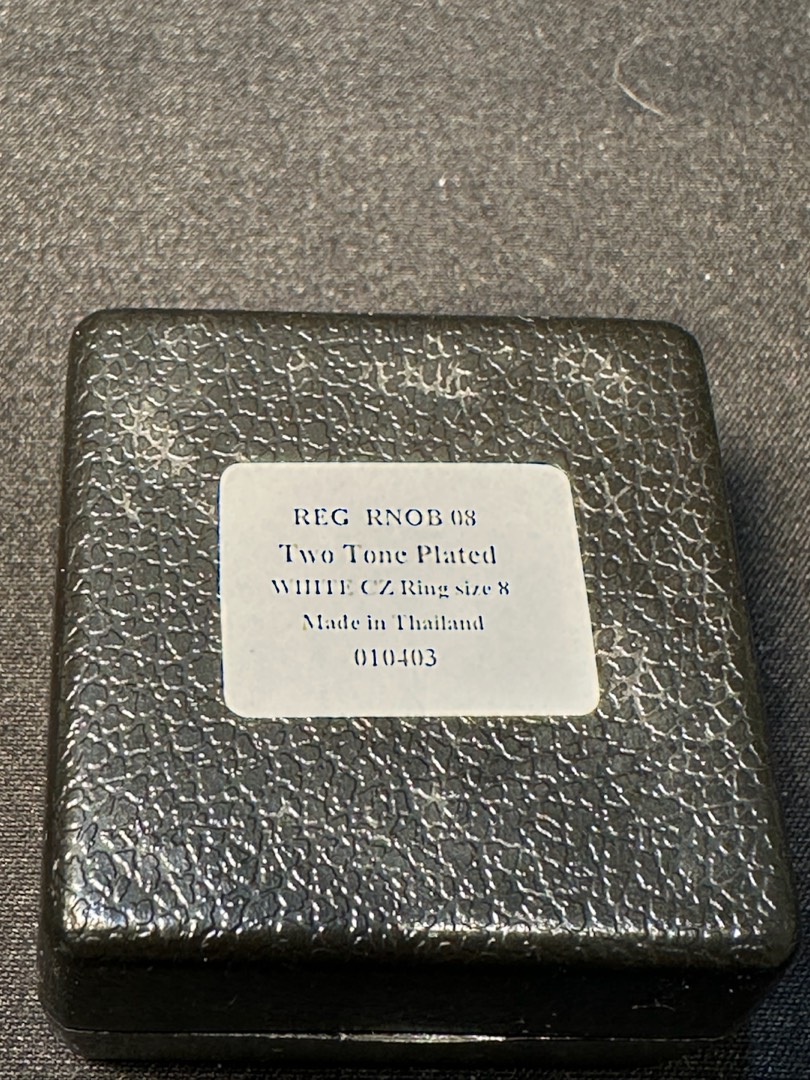 REG RNOB 08
Two Tone Plated
WHITE CZ Ring size 8
Made in Thailand
010403